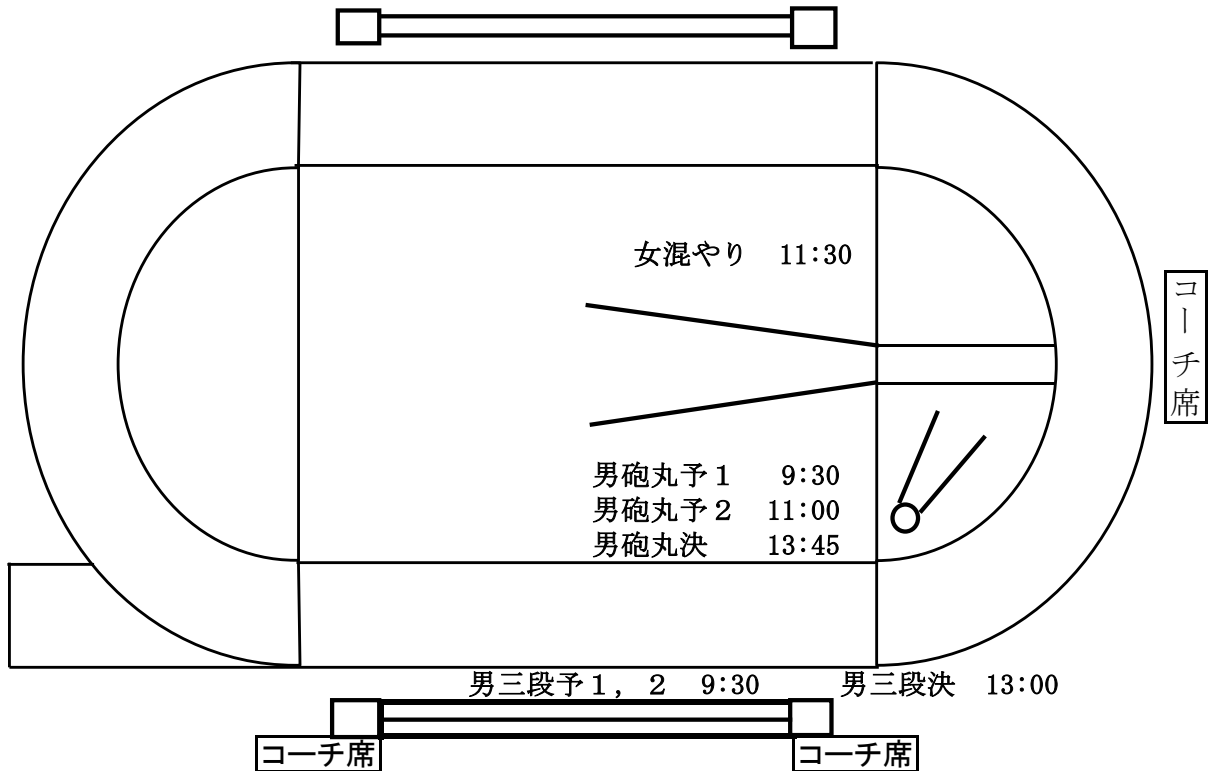 女混やり 11:30
コーチ席
男砲丸予1 9:30
男砲丸予2 11:00
男砲丸決 13:45
男三段予1, 2 9:30 男三段決 13:00
コーチ席 コーチ席